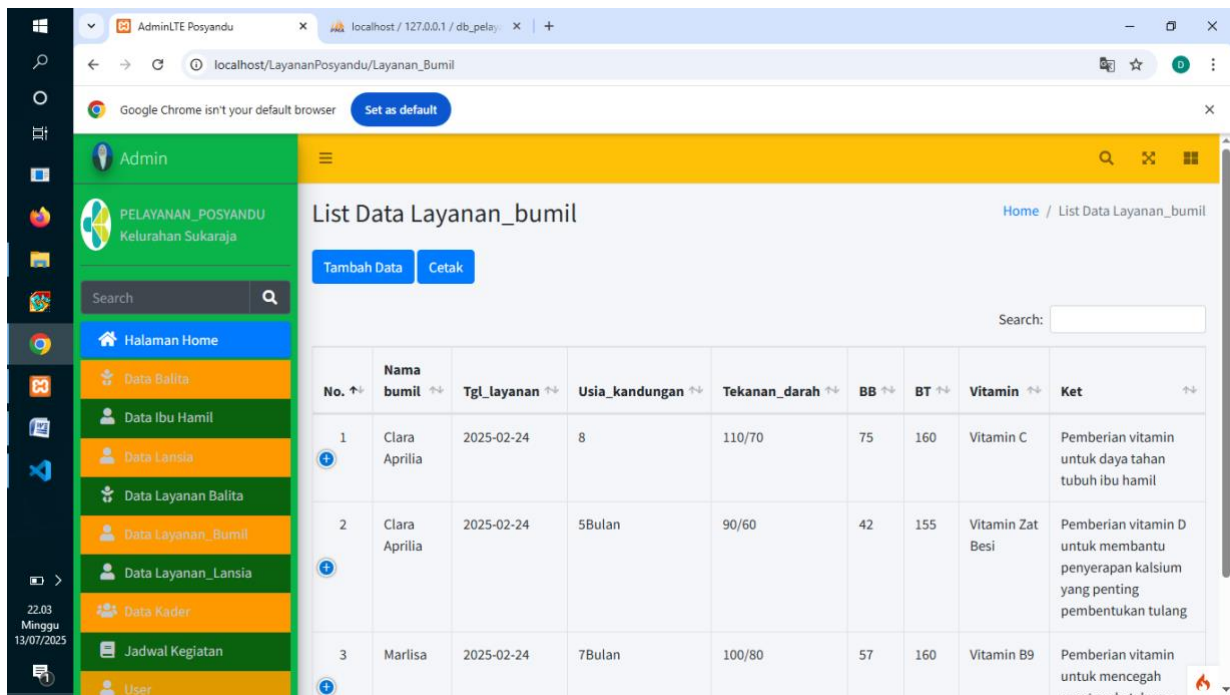 AdminLTE Posyandu
localhost / 127.0.0.1 / db_pelay
localhost/LayananPosyandu/Layanan_Bumil
D
Google Chrome isn't your default browser
Set as default
Admin
PELAYANAN_POSYANDU
Kelurahan Sukaraja
Search
Halaman Home
Data Balita
Data Ibu Hamil
Data Lansia
Data Layanan Balita
Data Layanan_Bumil
Data Layanan_Lansia
Data Kader
Jadwal Kegiatan
User
List Data Layanan_bumil
Home / List Data Layanan_bumil
Tambah Data
Cetak
Search:
No. Nama bumil Tgl_layanan Usia_kandungan Tekanan_darah BB BT Vitamin Ket
1 Clara Aprilia 2025-02-24 8 110/70 75 160 Vitamin C Pemberian vitamin
untuk daya tahan
tubuh ibu hamil
2 Clara Aprilia 2025-02-24 5Bulan 90/60 42 155 Vitamin Zat Besi Pemberian vitamin D
untuk membantu
penyerapan kalsium
yang penting
pembentukan tulang
3 Marlisa 2025-02-24 7Bulan 100/80 57 160 Vitamin B9 Pemberian vitamin
untuk mencegah
22.03
Minggu
13/07/2025
1